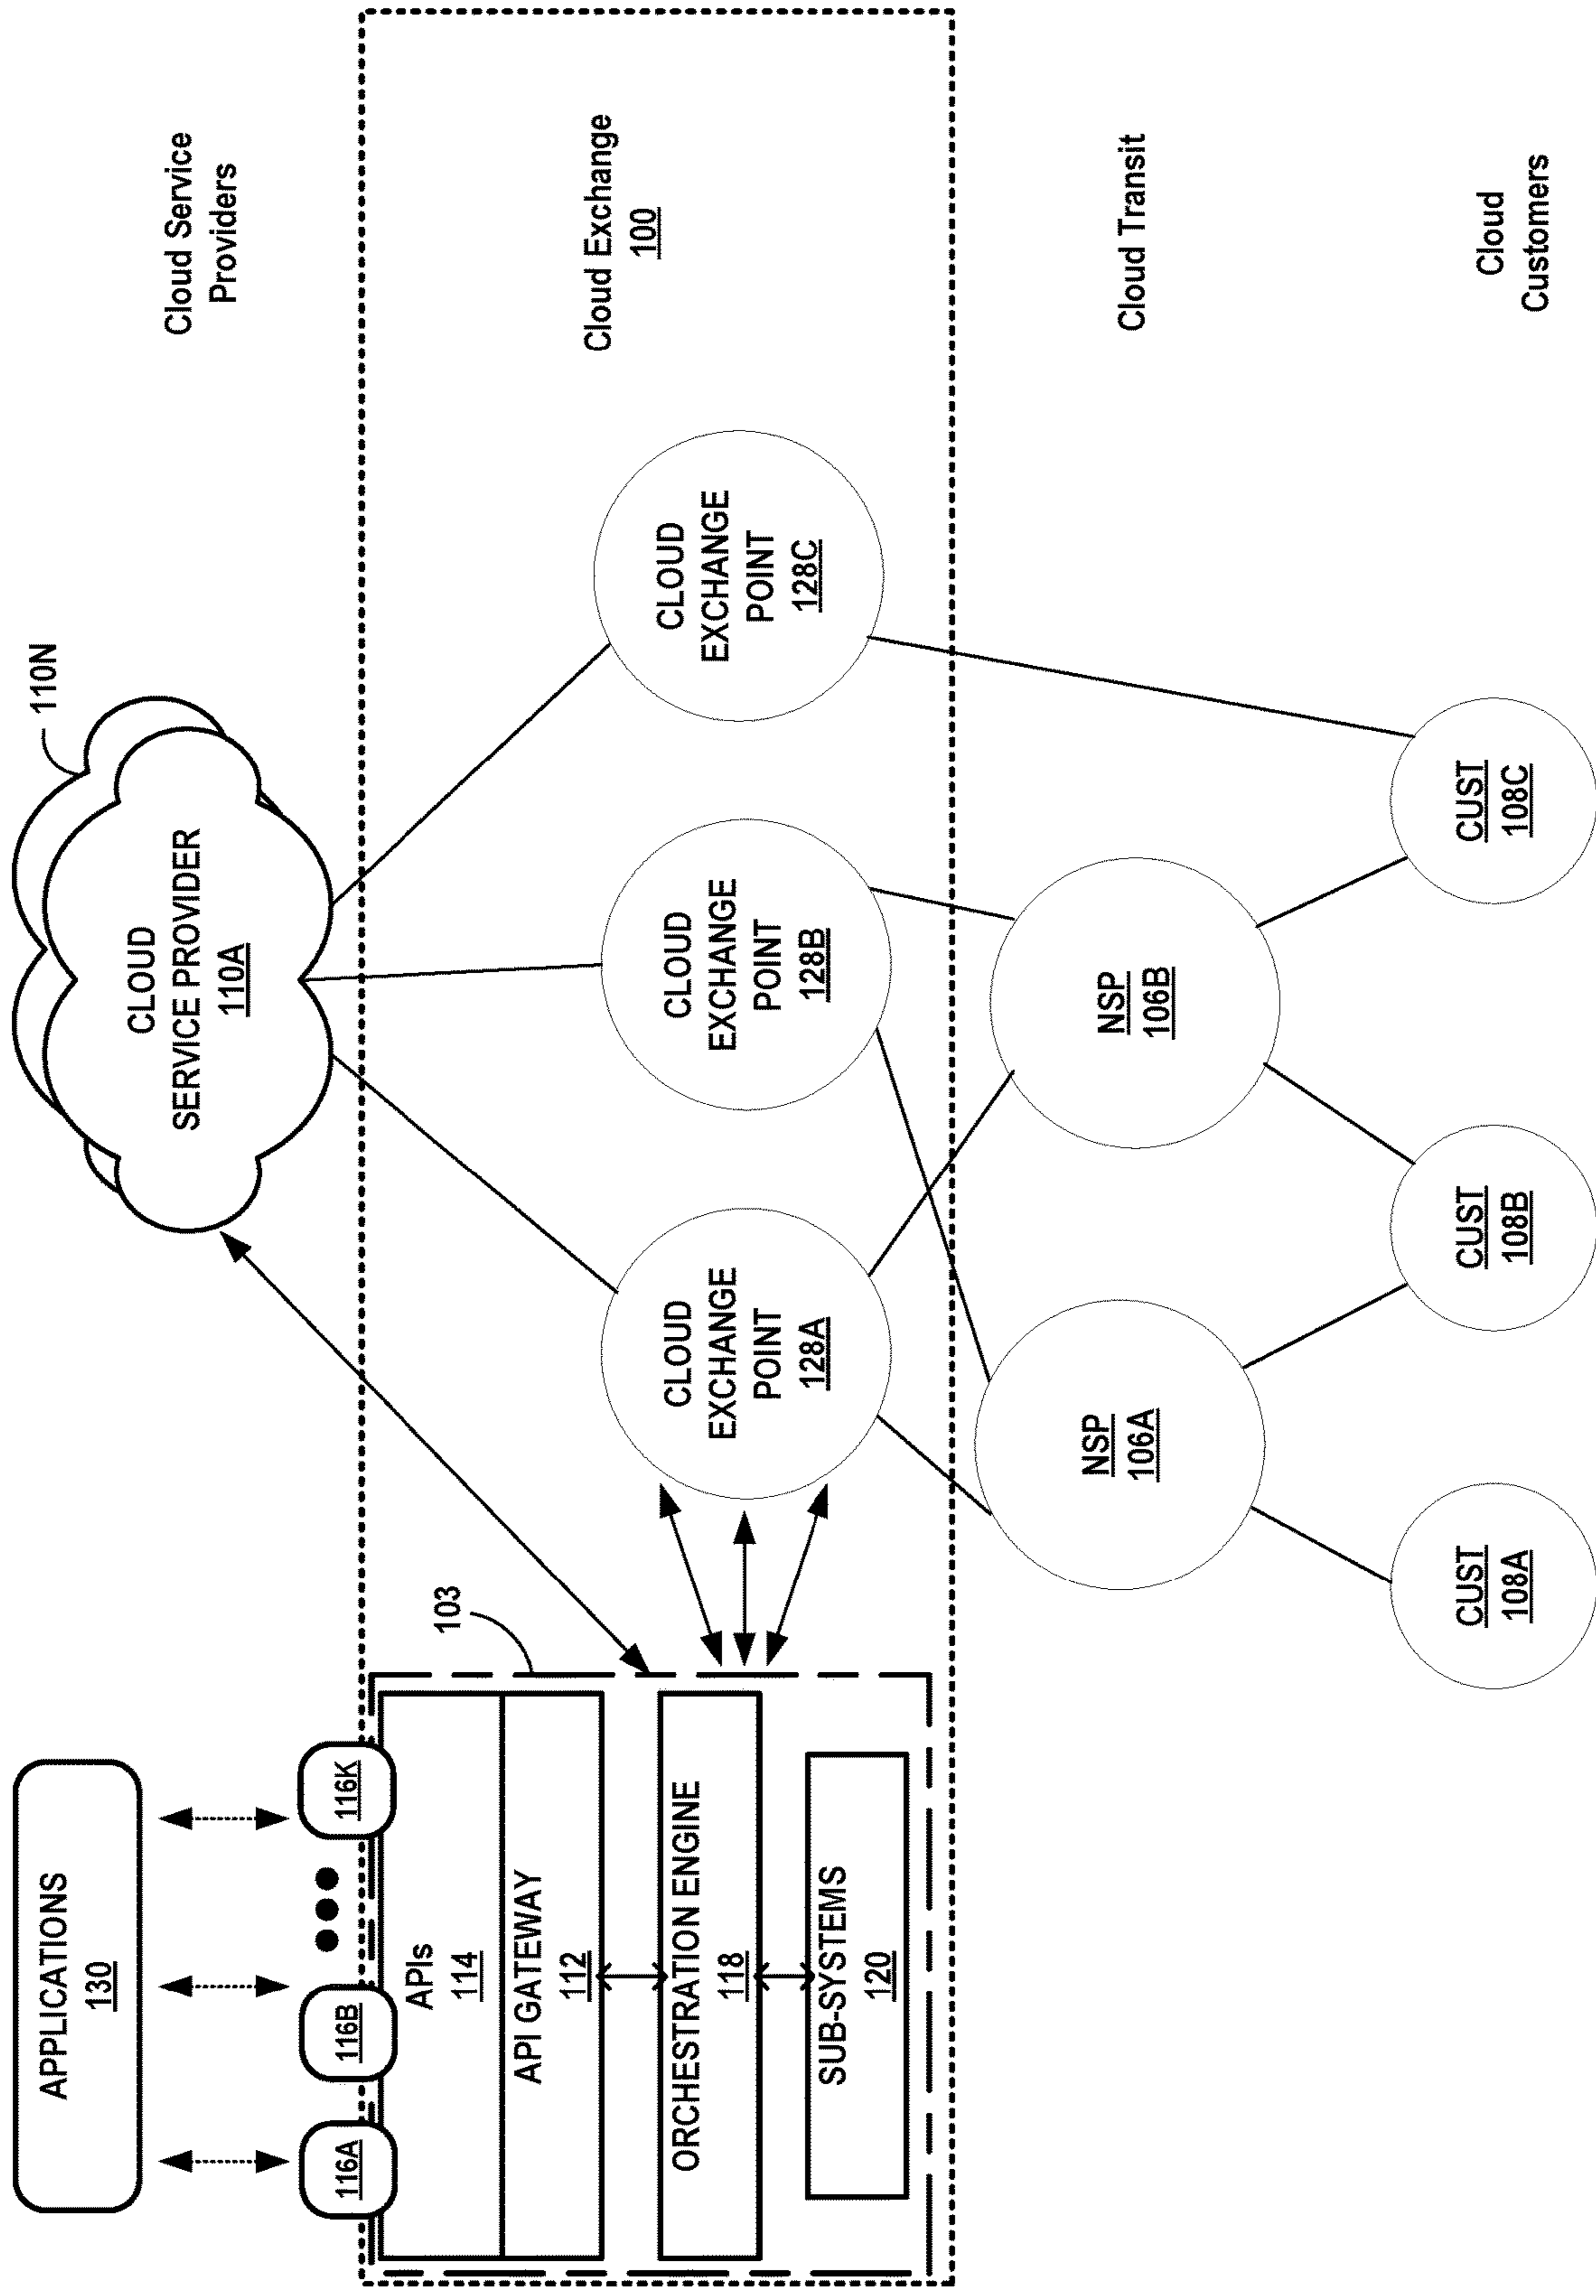 APPLICATIONS
130
116A
116B
116K
APIs
114
API GATEWAY
112
ORCHESTRATION ENGINE
118
SUB-SYSTEMS
120
103
110N
CLOUD
SERVICE PROVIDER
110A
Cloud Service
Providers
CLOUD
EXCHANGE
POINT
128A
CLOUD
EXCHANGE
POINT
128B
CLOUD
EXCHANGE
POINT
128C
Cloud Exchange
100
NSP
106A
NSP
106B
Cloud Transit
CUST
108A
CUST
108B
CUST
108C
Cloud
Customers